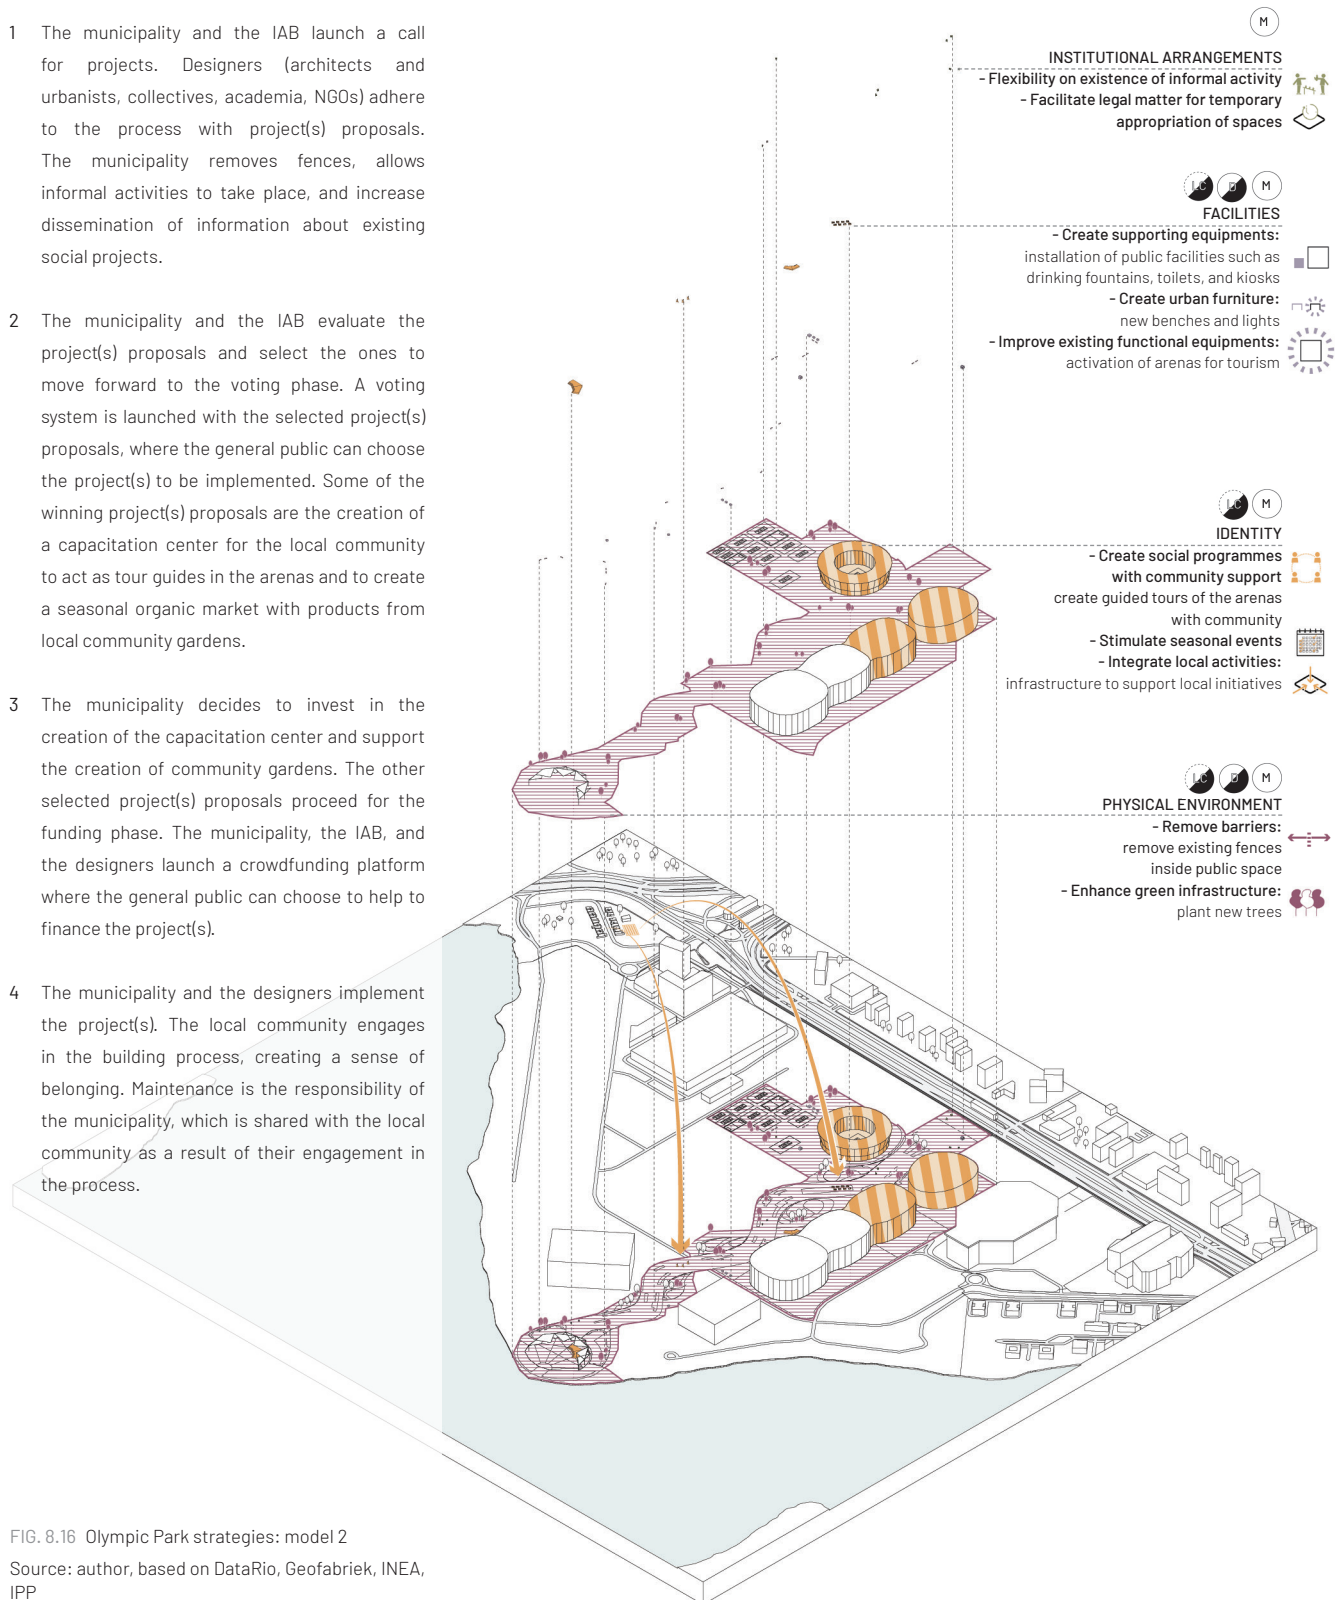 1 The municipality and the IAB launch a call
for projects. Designers (architects and
urbanists, collectives, academia, NGOs) adhere
to the process with project(s) proposals.
The municipality removes fences, allows
informal activities to take place, and increase
dissemination of information about existing
social projects.
2 The municipality and the IAB evaluate the
project(s) proposals and select the ones to
move forward to the voting phase. A voting
system is launched with the selected project(s)
proposals, where the general public can choose
the project(s) to be implemented. Some of the
winning project(s) proposals are the creation of
a capacitation center for the local community
to act as tour guides in the arenas and to create
a seasonal organic market with products from
local community gardens.
3 The municipality decides to invest in the
creation of the capacitation center and support
the creation of community gardens. The other
selected project(s) proposals proceed for the
funding phase. The municipality, the IAB, and
the designers launch a crowdfunding platform
where the general public can choose to help to
finance the project(s).
4 The municipality and the designers implement
the project(s). The local community engages
in the building process, creating a sense of
belonging. Maintenance is the responsibility of
the municipality, which is shared with the local
community as a result of their engagement in
the process.
M
INSTITUTIONAL ARRANGEMENTS
- Flexibility on existence of informal activity
- Facilitate legal matter for temporary
appropriation of spaces
LC D M
FACILITIES
- Create supporting equipments:
installation of public facilities such as
drinking fountains, toilets, and kiosks
- Create urban furniture:
new benches and lights
- Improve existing functional equipments:
activation of arenas for tourism
LC M
IDENTITY
- Create social programmes
with community support
create guided tours of the arenas
with community
- Stimulate seasonal events
- Integrate local activities:
infrastructure to support local initiatives
LC D M
PHYSICAL ENVIRONMENT
- Remove barriers:
remove existing fences
inside public space
- Enhance green infrastructure:
plant new trees
FIG. 8.16 Olympic Park strategies: model 2
Source: author, based on DataRio, Geofabriek, INEA,
IPP